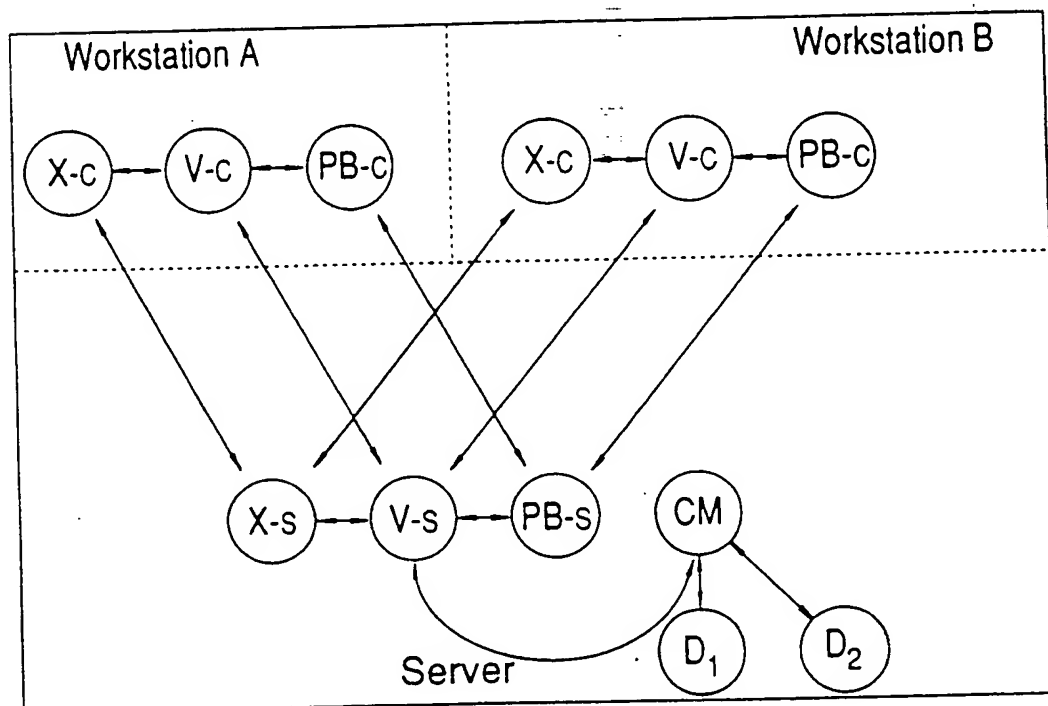 Workstation A
Workstation B
X-c
V-c
PB-c
X-c
V-c
PB-c
X-s
V-s
PB-s
CM
Server
D1
D2